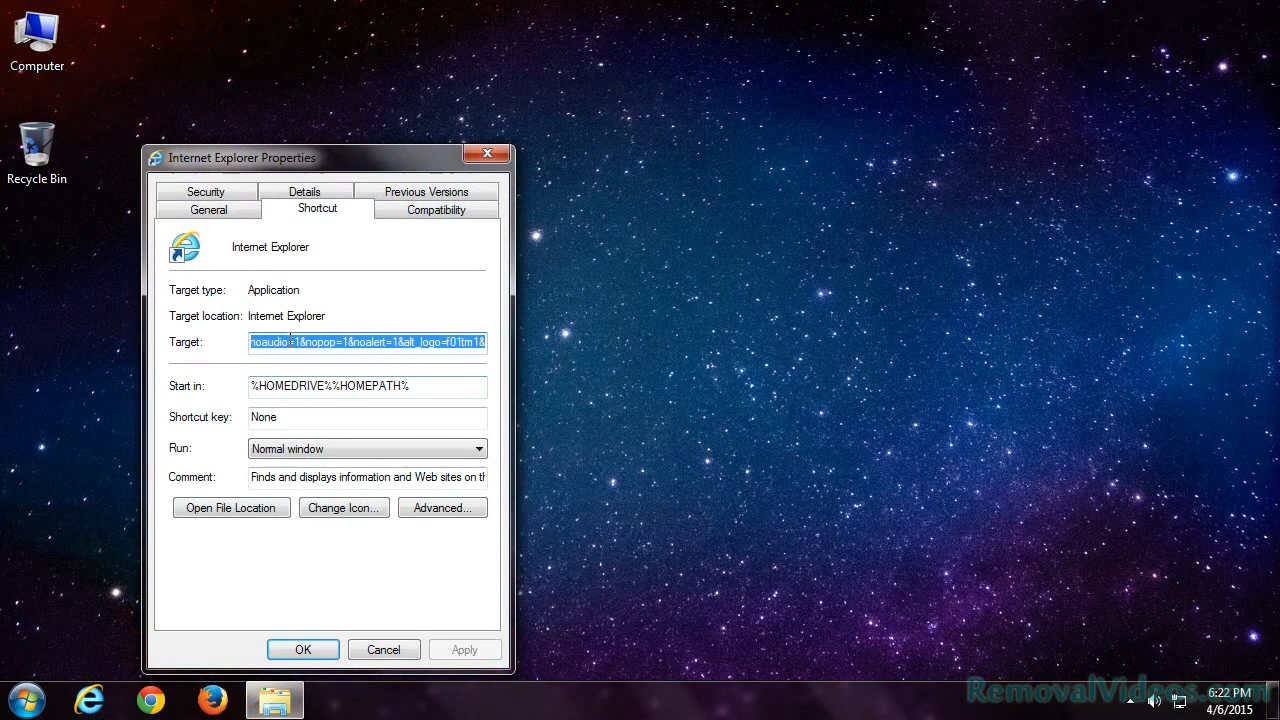 Computer
Recycle Bin
Internet Explorer Properties
Security
Details
Previous Versions
General
Shortcut
Compatibility
Internet Explorer
Target type: Application
Target location: Internet Explorer
Target: noaudio=1&nopop=1&noalert=1&alt_logo=f01tm1&
Start in: %HOMEDRIVE%%HOMEPATH%
Shortcut key: None
Run: Normal window
Comment: Finds and displays information and Web sites on th
Open File Location
Change Icon...
Advanced...
OK
Cancel
Apply
RemovalVideos.com
6:22 PM
4/6/2015